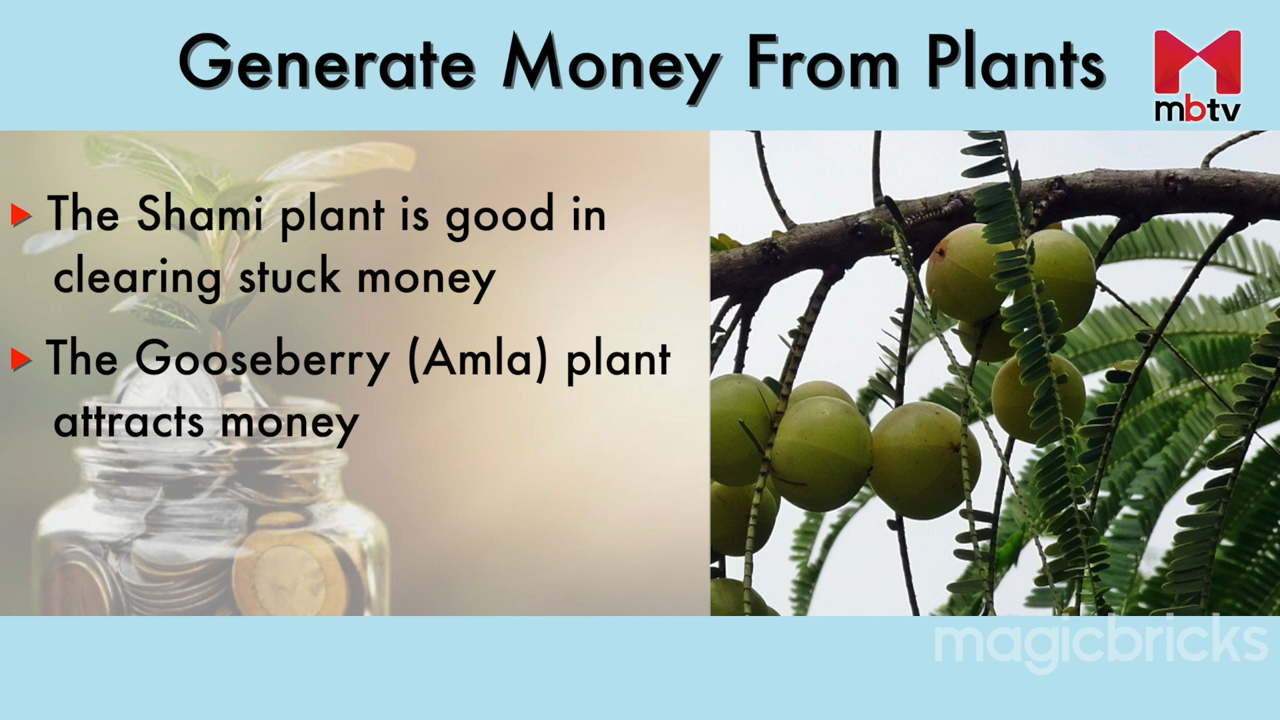 Generate Money From Plants
mbtv
The Shami plant is good in
clearing stuck money
The Gooseberry (Amla) plant
attracts money
magicbricks